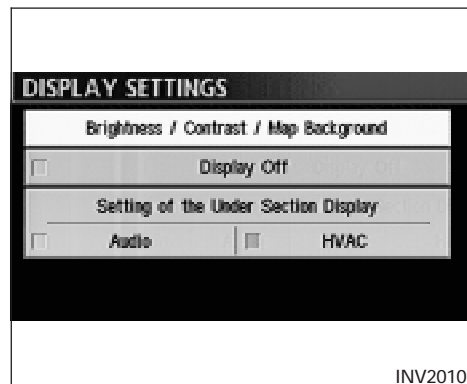 DISPLAY SETTINGS
Brightness / Contrast / Map Background
Display Off
Setting of the Under Section Display
Audio HVAC
INV2010